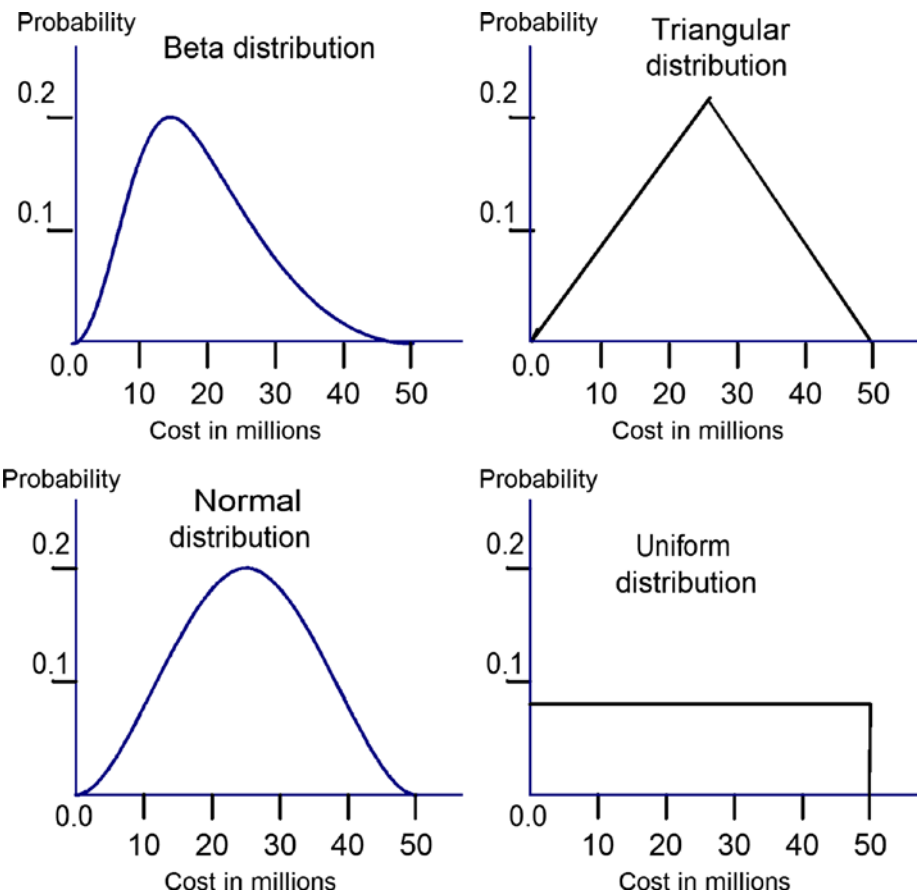 Probability
Beta distribution
0.2
0.1
0.0
10 20 30 40 50
Cost in millions
Probability
Triangular
distribution
0.2
0.1
0.0
10 20 30 40 50
Cost in millions
Probability
Normal
distribution
0.2
0.1
0.0
10 20 30 40 50
Cost in millions
Probability
Uniform
distribution
0.2
0.1
0.0
10 20 30 40 50
Cost in millions